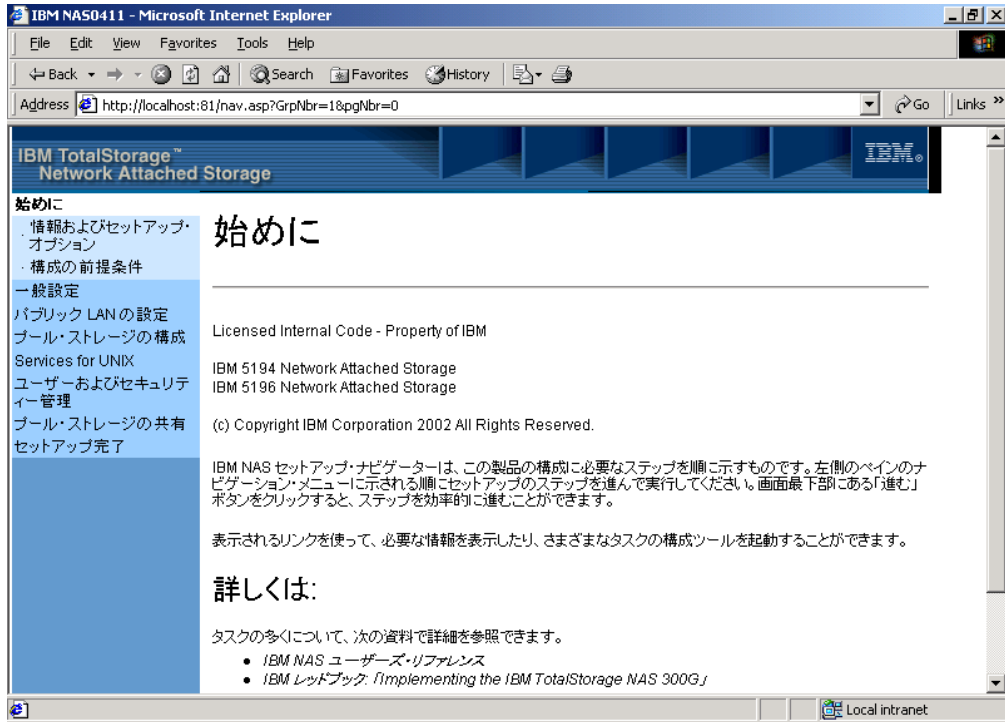 IBM NAS0411 - Microsoft Internet Explorer
File Edit View Favorites Tools Help
Back Search Favorites History
Address http://localhost:81/nav.asp?GrpNbr=1&pgNbr=0 Go Links »
IBM TotalStorage™
Network Attached Storage
IBM®
始めに
・情報およびセットアップ・
オプション
・構成の前提条件
一般設定
パブリック LAN の設定
プール・ストレージの構成
Services for UNIX
ユーザーおよびセキュリテ
ィー管理
プール・ストレージの共有
セットアップ完了
始めに
Licensed Internal Code - Property of IBM
IBM 5194 Network Attached Storage
IBM 5196 Network Attached Storage
(c) Copyright IBM Corporation 2002 All Rights Reserved.
IBM NAS セットアップ・ナビゲーターは、この製品の構成に必要なステップを順に示すものです。左側のペインのナ
ビゲーション・メニューに示される順にセットアップのステップを進んで実行してください。画面最下部にある「進む」
ボタンをクリックすると、ステップを効率的に進むことができます。
表示されるリンクを使って、必要な情報を表示したり、さまざまなタスクの構成ツールを起動することができます。
詳しくは:
タスクの多くについて、次の資料で詳細を参照できます。
• IBM NAS ユーザーズ・リファレンス
• IBM レッドブック: 「Implementing the IBM TotalStorage NAS 300G」
Local intranet